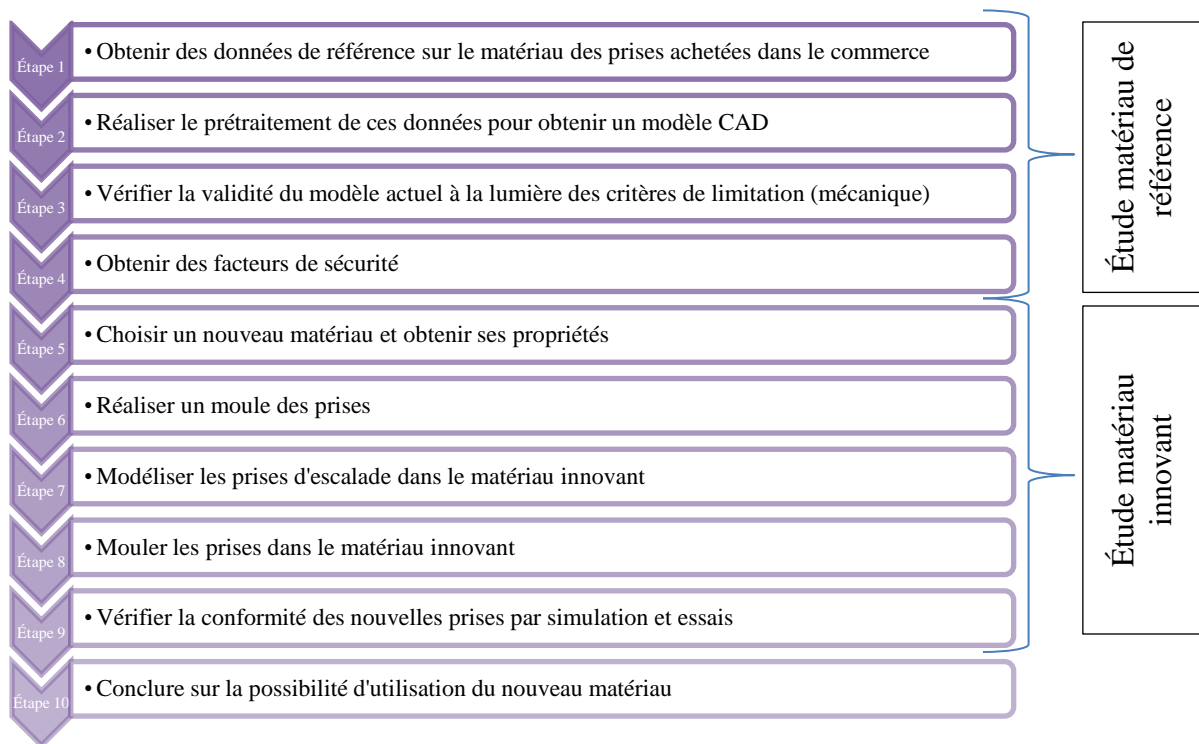 Étape 1
• Obtenir des données de référence sur le matériau des prises achetées dans le commerce
Étape 2
• Réaliser le prétraitement de ces données pour obtenir un modèle CAD
Étape 3
• Vérifier la validité du modèle actuel à la lumière des critères de limitation (mécanique)
Étape 4
• Obtenir des facteurs de sécurité
Étape 5
• Choisir un nouveau matériau et obtenir ses propriétés
Étape 6
• Réaliser un moule des prises
Étape 7
• Modéliser les prises d'escalade dans le matériau innovant
Étape 8
• Mouler les prises dans le matériau innovant
Étape 9
• Vérifier la conformité des nouvelles prises par simulation et essais
Étape 10
• Conclure sur la possibilité d'utilisation du nouveau matériau
Étude matériau de
référence
Étude matériau
innovant